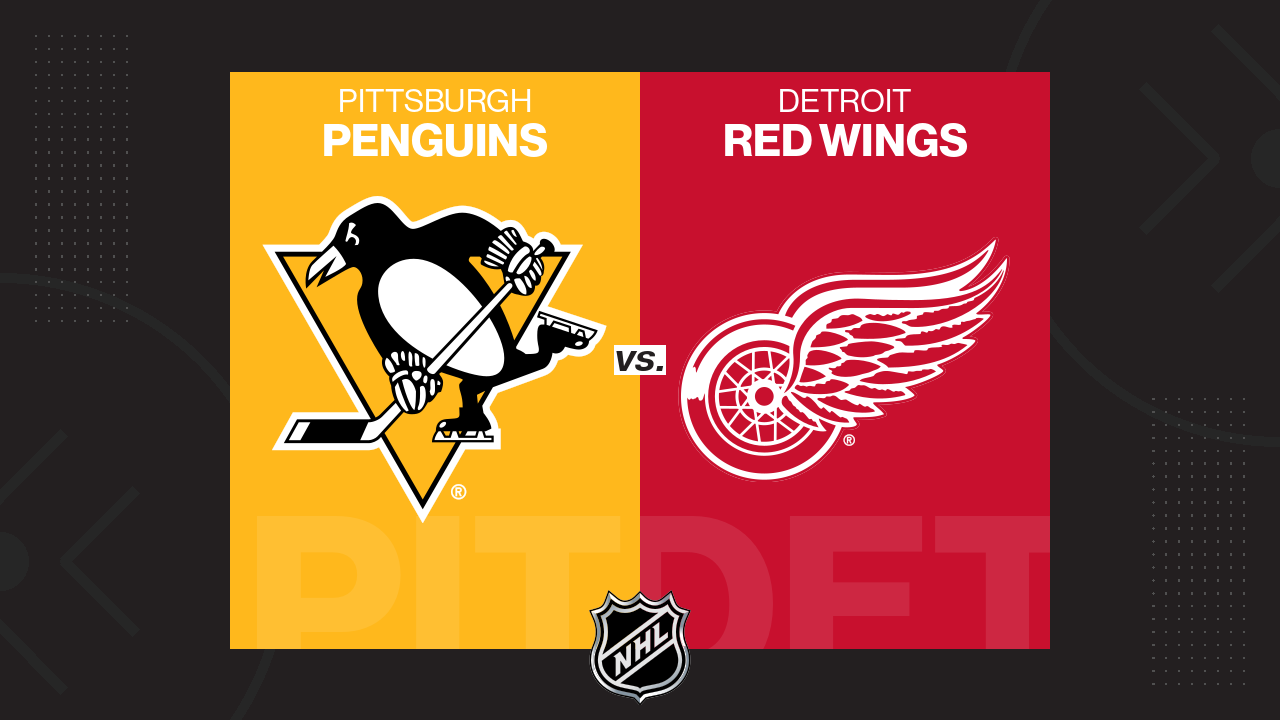 PITTSBURGH
PENGUINS
DETROIT
RED WINGS
vs.
®
®
PIT
DET
NHL